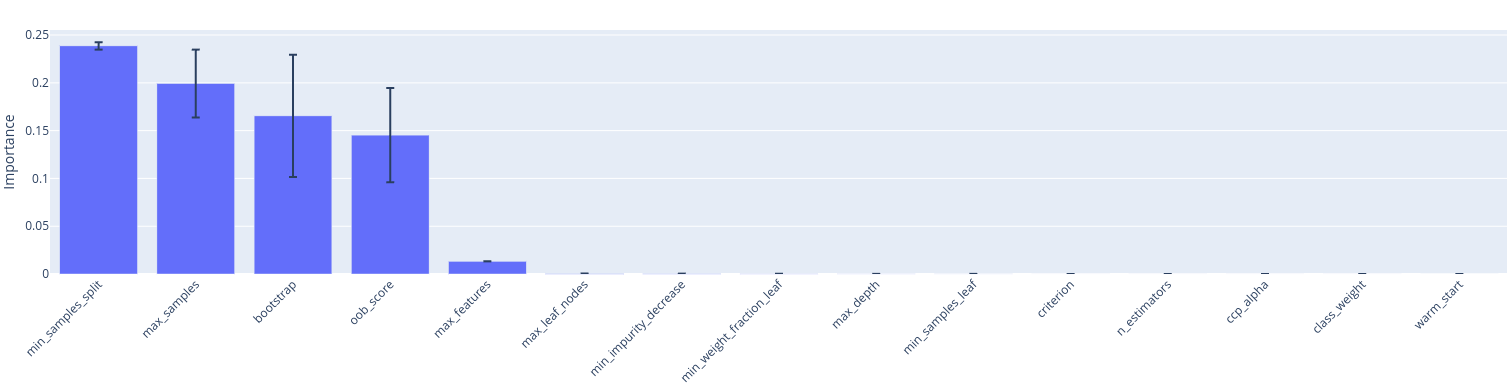 Importance
0.25
0.2
0.15
0.1
0.05
0
min_samples_split
max_samples
bootstrap
oob_score
max_features
max_leaf_nodes
min_impurity_decrease
min_weight_fraction_leaf
max_depth
min_samples_leaf
criterion
n_estimators
ccp_alpha
class_weight
warm_start